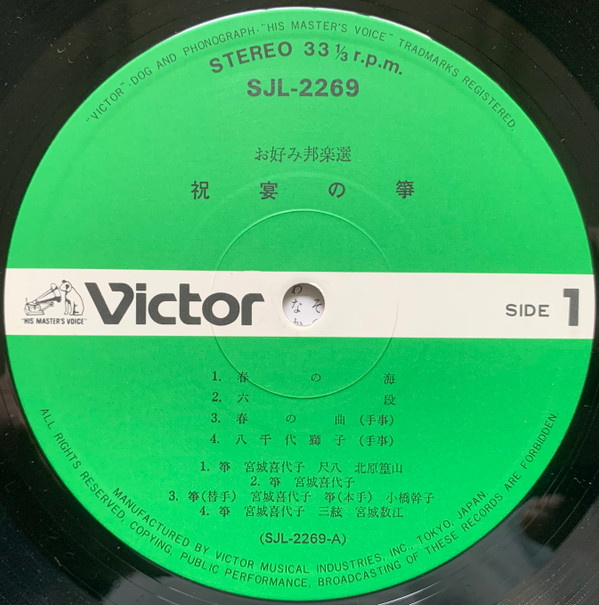 "VICTOR"-DOG AND PHONOGRAPH-"HIS MASTER'S VOICE" TRADMARKS REGISTERED.
STEREO 33 1/3 r.p.m.
SJL-2269
お好み邦楽選
祝宴の箏
"HIS MASTER'S VOICE"
Victor
SIDE 1
1. 春の海
2. 六段
3. 春の曲 (手事)
4. 八千代獅子 (手事)
1. 箏 宮城喜代子 尺八 北原篁山
2. 箏 宮城喜代子
3. 箏(替手) 宮城喜代子 箏(本手) 小橋幹子
4. 箏 宮城喜代子 三絃 宮城数江
(SJL-2269-A)
MANUFACTURED BY VICTOR MUSICAL INDUSTRIES, INC., TOKYO, JAPAN
ALL RIGHTS RESERVED, COPYING, PUBLIC PERFORMANCE, BROADCASTING OF THESE RECORDS ARE FORBIDDEN.